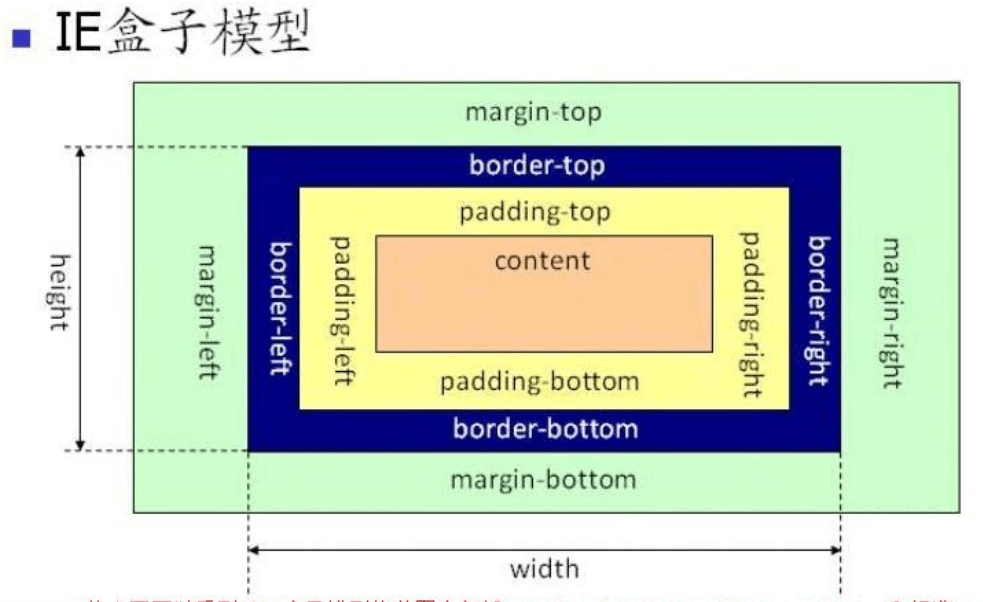 IE盒子模型
margin-top
border-top
padding-top
content
height
margin-left
border-left
padding-left
padding-right
border-right
margin-right
padding-bottom
border-bottom
margin-bottom
width